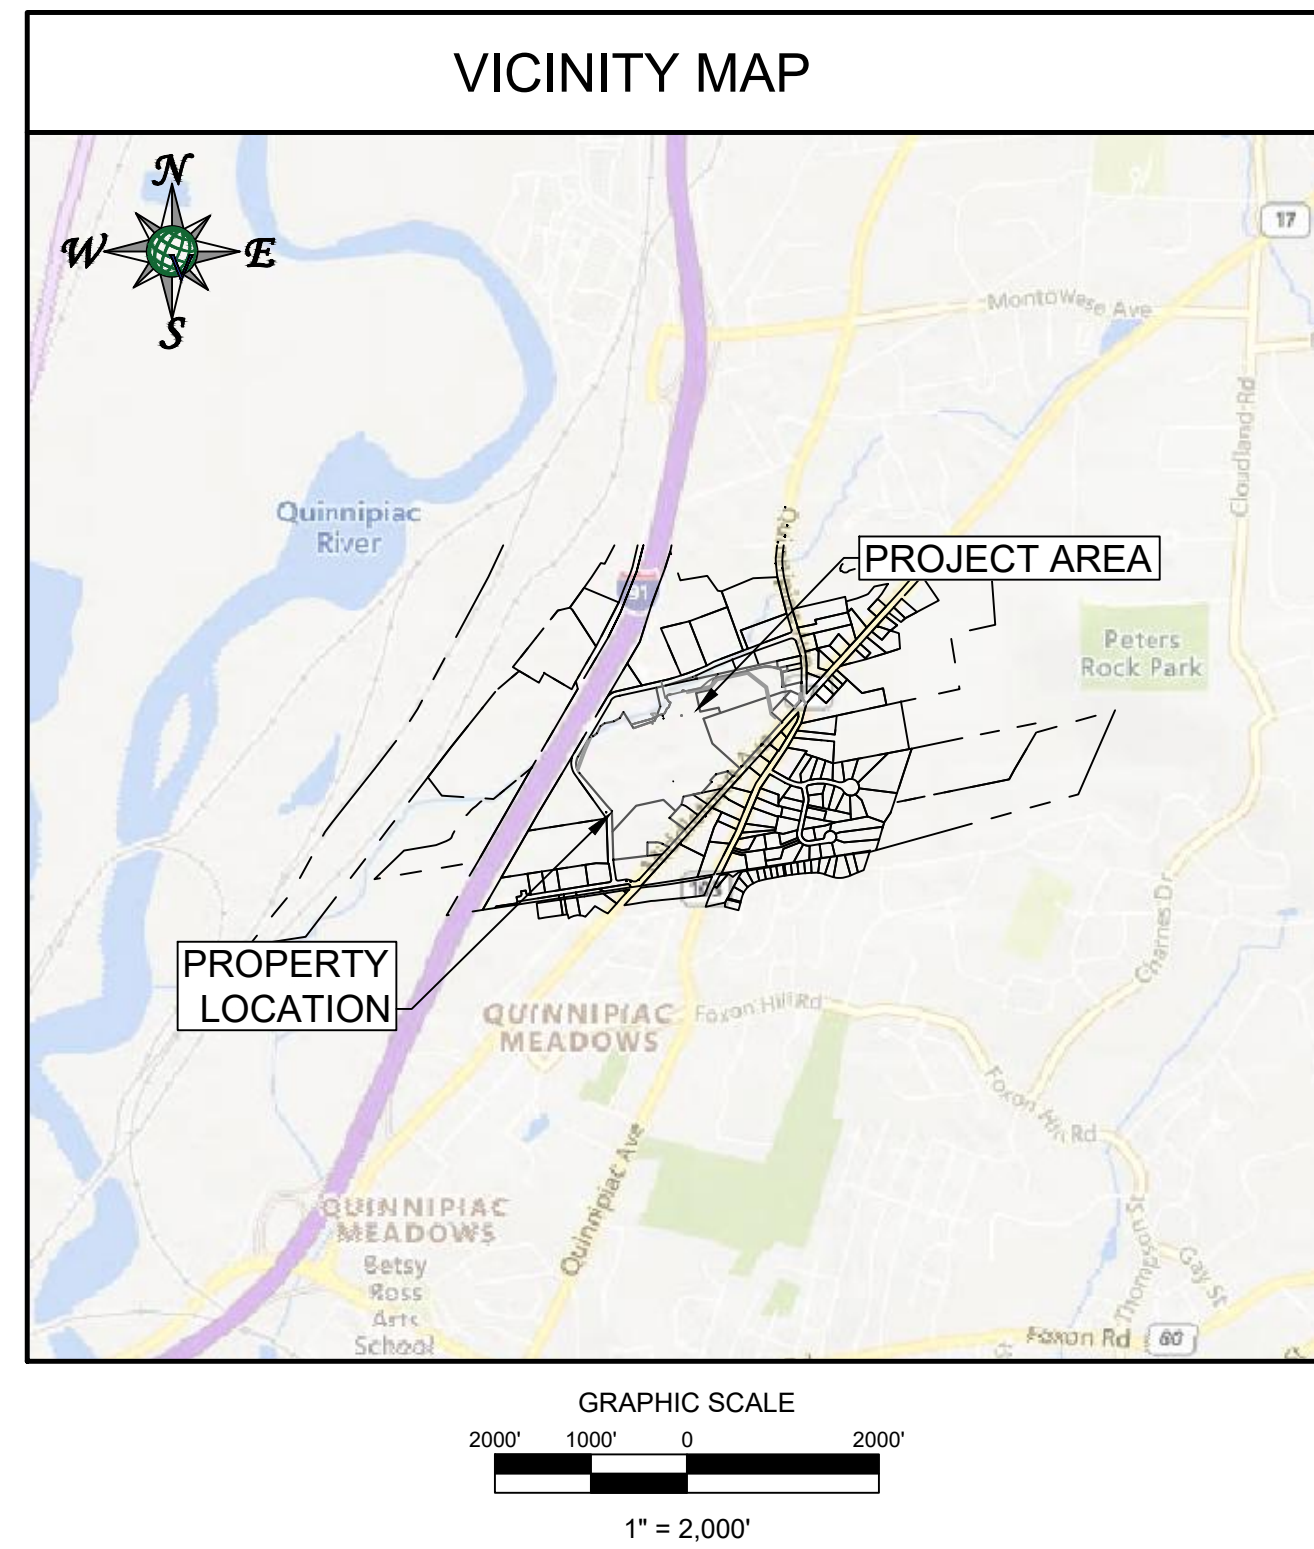 VICINITY MAP
N
W
E
S
17
Montowese Ave
Cloudland Rd
Quinnipiac
River
91
PROJECT AREA
Peters
Rock Park
103
PROPERTY
LOCATION
Charnes Dr
QUINNIPIAC
MEADOWS
Foxon Hill Rd
Foxon Hill Rd
Quinnipiac Ave
QUINNIPIAC
MEADOWS
Betsy
Ross
Arts
School
Thompson St
Gay St
Foxon Rd
80
GRAPHIC SCALE
2000' 1000' 0 2000'
1" = 2,000'